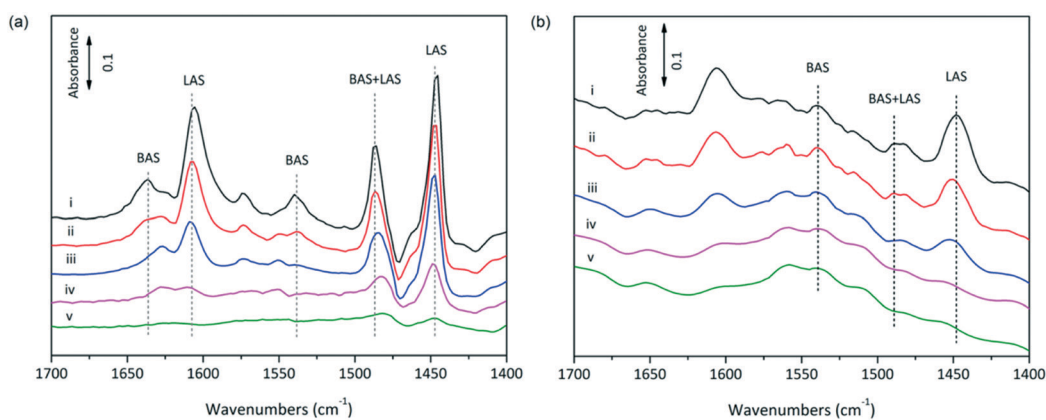 (a)
Absorbance
0.1
LAS
BAS
BAS
BAS+LAS
LAS
i
ii
iii
iv
v
1700 1650 1600 1550 1500 1450 1400
Wavenumbers (cm⁻¹)
(b)
Absorbance
0.1
BAS
BAS+LAS
LAS
i
ii
iii
iv
v
1700 1650 1600 1550 1500 1450 1400
Wavenumbers (cm⁻¹)